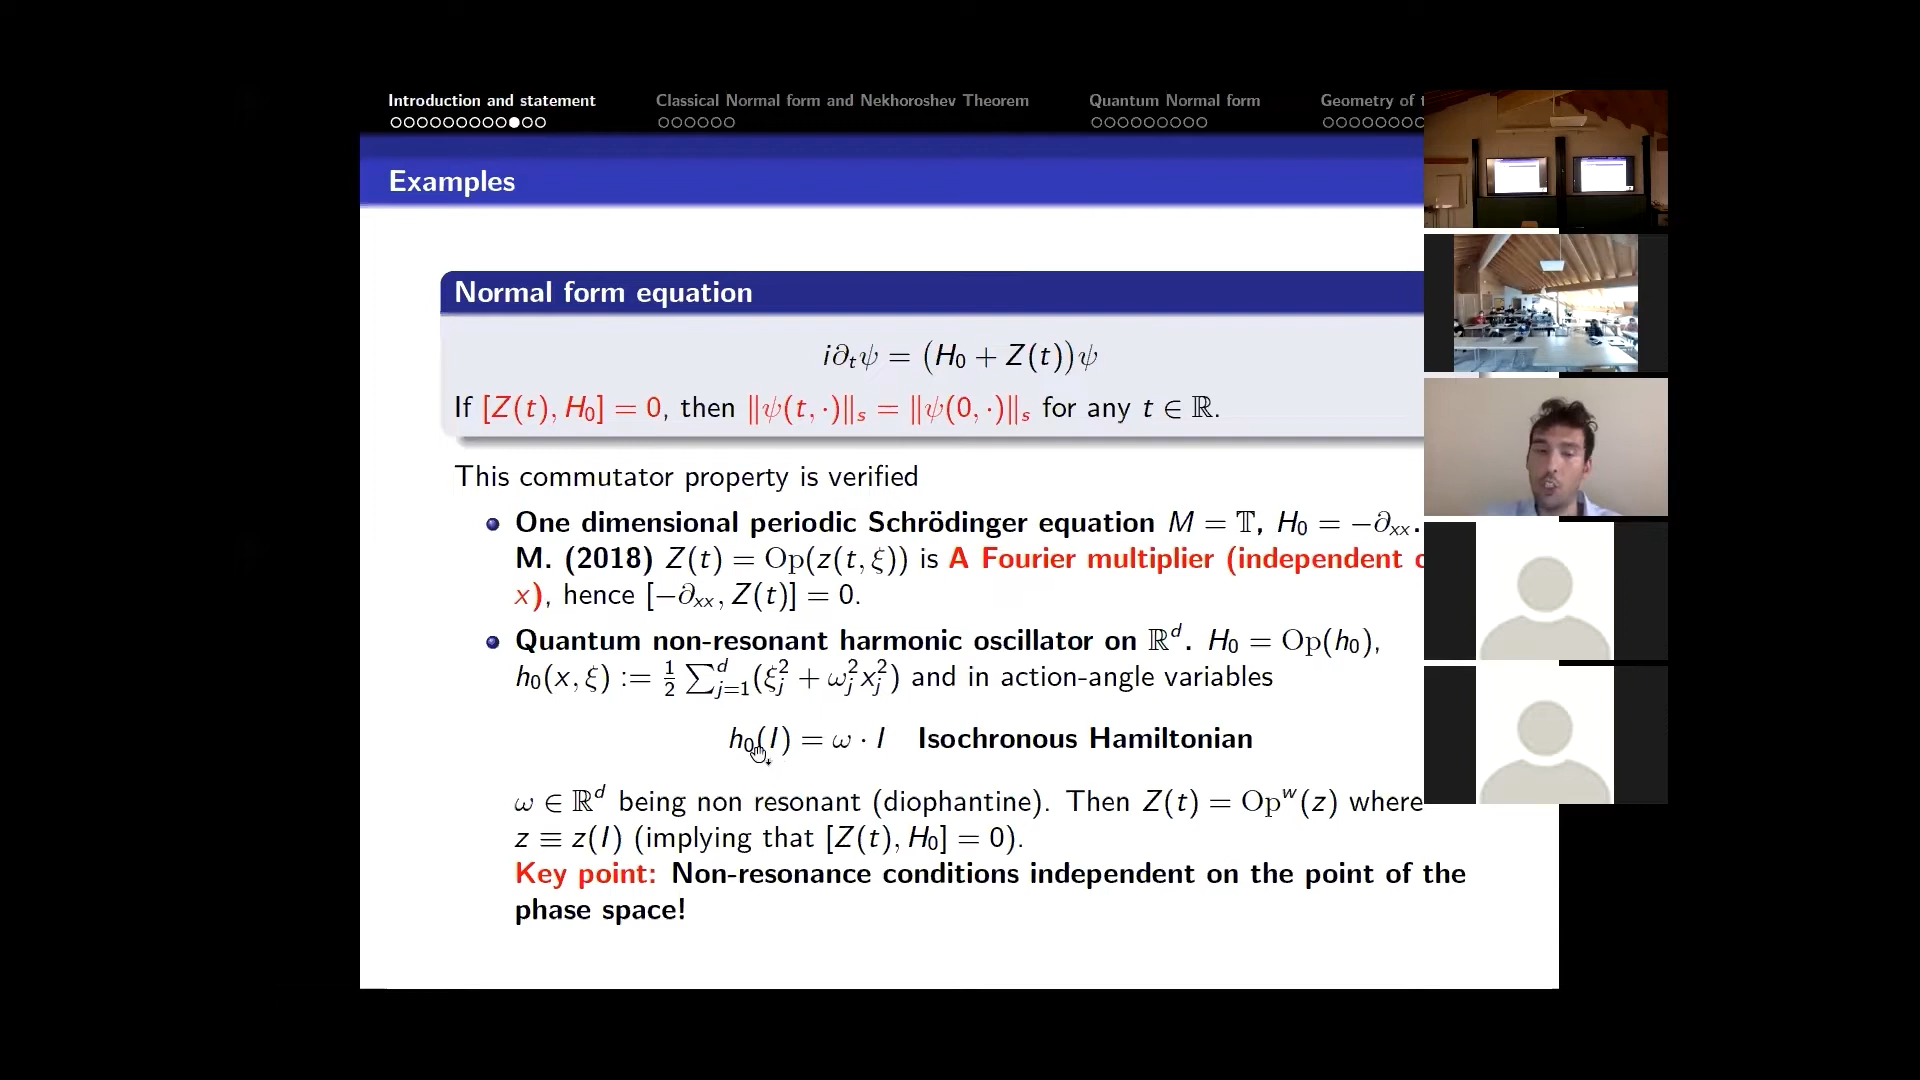 Introduction and statement
Classical Normal form and Nekhoroshev Theorem
Quantum Normal form
Geometry of
Examples
Normal form equation
i∂ₜψ = (H₀ + Z(t))ψ
If [Z(t), H₀] = 0, then ‖ψ(t, ·)‖ₛ = ‖ψ(0, ·)‖ₛ for any t ∈ ℝ.
This commutator property is verified
One dimensional periodic Schrödinger equation M = 𝕋, H₀ = −∂ₓₓ.
M. (2018) Z(t) = Op(z(t, ξ)) is A Fourier multiplier (independent
x), hence [−∂ₓₓ, Z(t)] = 0.
Quantum non-resonant harmonic oscillator on ℝᵈ. H₀ = Op(h₀),
h₀(x, ξ) := ½ ∑ᵈⱼ₌₁(ξⱼ² + ωⱼ²xⱼ²) and in action-angle variables
h₀(I) = ω · I Isochronous Hamiltonian
ω ∈ ℝᵈ being non resonant (diophantine). Then Z(t) = Opʷ(z) where
z ≡ z(I) (implying that [Z(t), H₀] = 0).
Key point: Non-resonance conditions independent on the point of the
phase space!